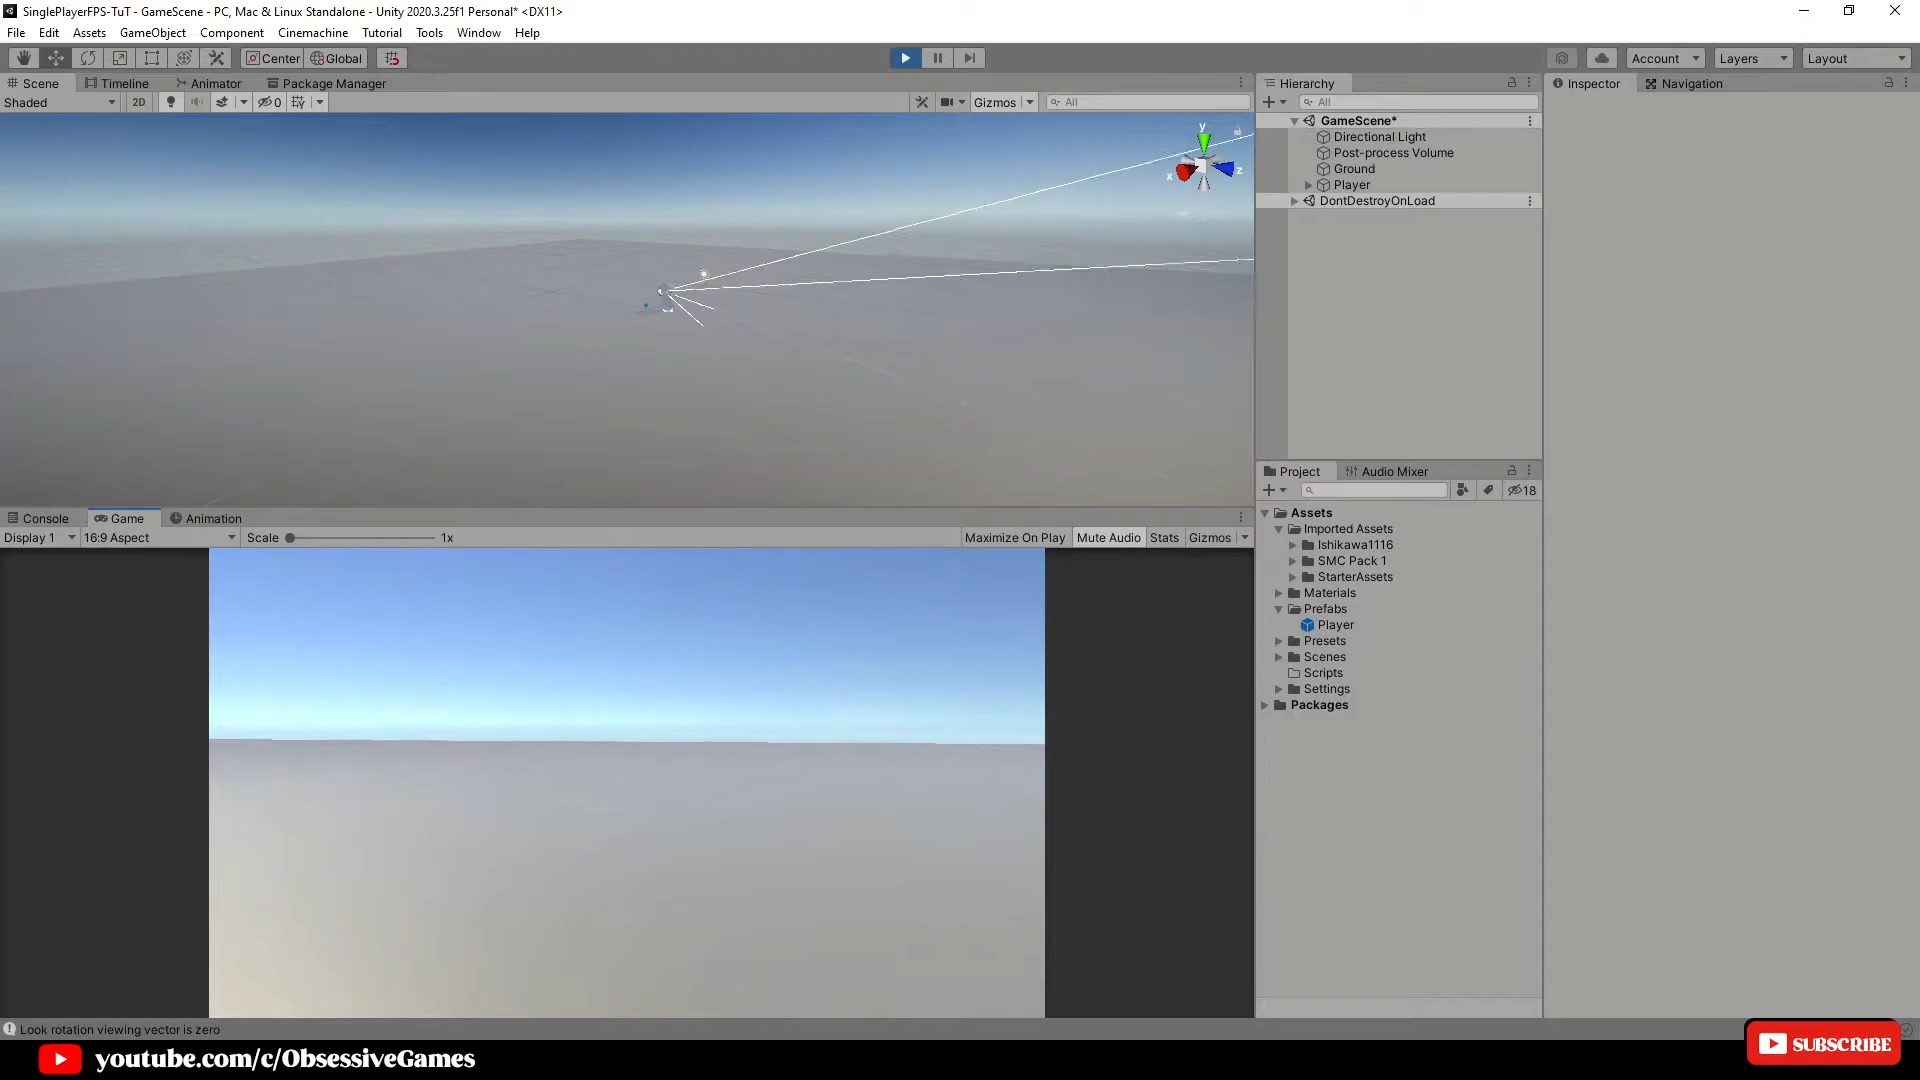 SinglePlayerFPS-TuT - GameScene - PC, Mac & Linux Standalone - Unity 2020.3.25f1 Personal* <DX11>
File Edit Assets GameObject Component Cinemachine Tutorial Tools Window Help
Center Global Account Layers Layout
Scene Timeline Animator Package Manager
Shaded 2D 0 Gizmos All
y
x
z
Hierarchy
All
GameScene*
Directional Light
Post-process Volume
Ground
Player
DontDestroyOnLoad
Inspector Navigation
Console Game Animation
Display 1 16:9 Aspect Scale 1x Maximize On Play Mute Audio Stats Gizmos
Project Audio Mixer
18
Assets
Imported Assets
Ishikawa1116
SMC Pack 1
StarterAssets
Materials
Prefabs
Player
Presets
Scenes
Scripts
Settings
Packages
Look rotation viewing vector is zero
youtube.com/c/ObsessiveGames
SUBSCRIBE